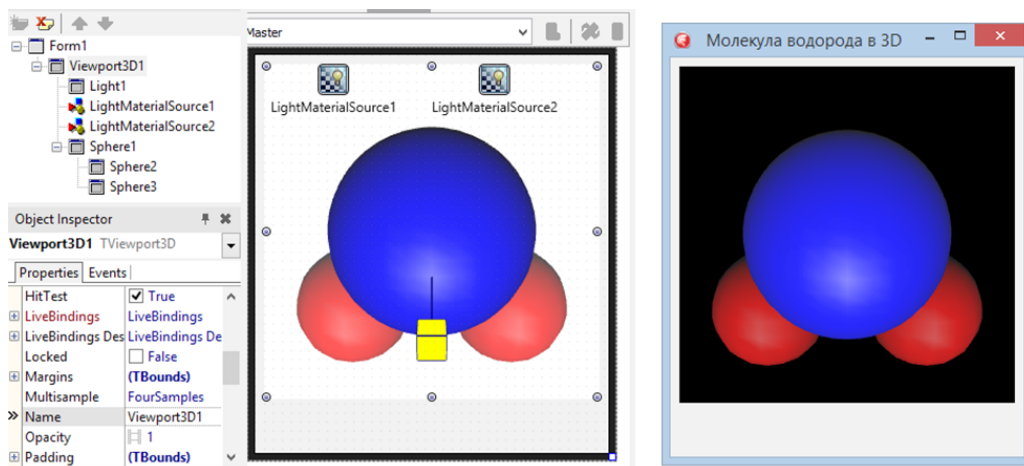 Form1
Viewport3D1
Light1
LightMaterialSource1
LightMaterialSource2
Sphere1
Sphere2
Sphere3
Object Inspector
Viewport3D1 TViewport3D
Properties Events
HitTest True
LiveBindings LiveBindings
LiveBindings Des LiveBindings De
Locked False
Margins (TBounds)
Multisample FourSamples
Name Viewport3D1
Opacity 1
Padding (TBounds)
Master
LightMaterialSource1 LightMaterialSource2
Молекула водорода в 3D